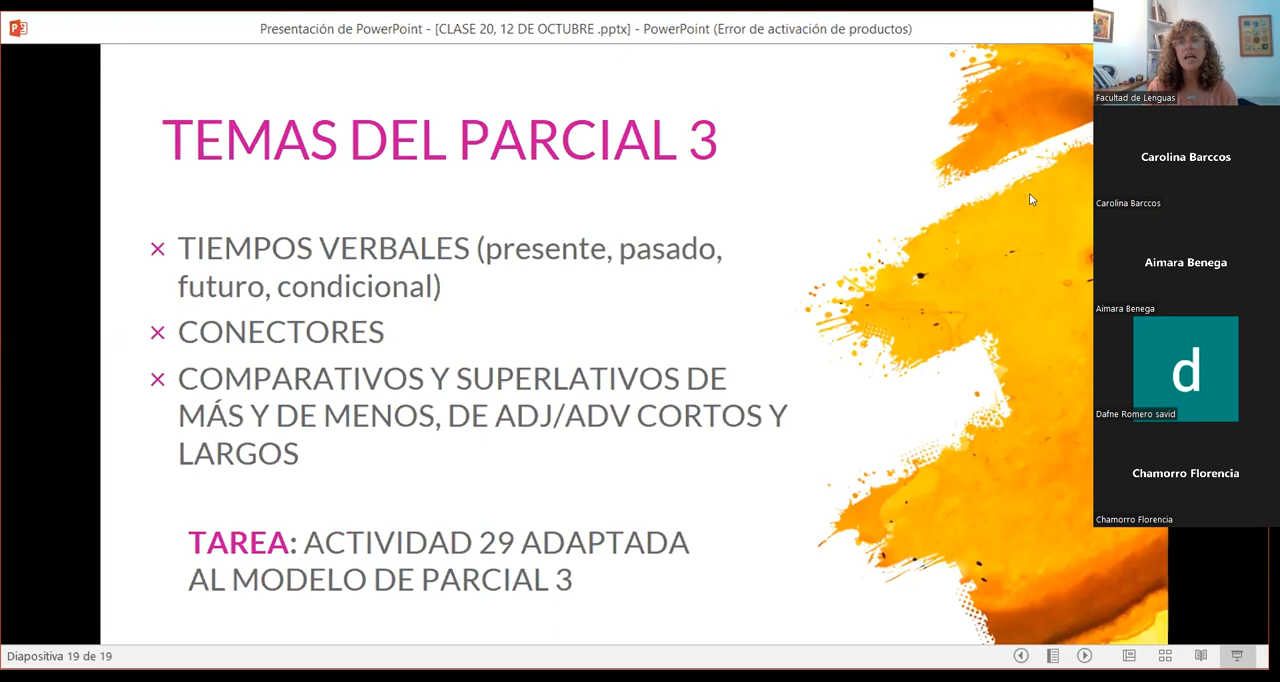 Presentación de PowerPoint - [CLASE 20, 12 DE OCTUBRE .pptx] - PowerPoint (Error de activación de productos)
TEMAS DEL PARCIAL 3
× TIEMPOS VERBALES (presente, pasado,
futuro, condicional)
× CONECTORES
× COMPARATIVOS Y SUPERLATIVOS DE
MÁS Y DE MENOS, DE ADJ/ADV CORTOS Y
LARGOS
TAREA: ACTIVIDAD 29 ADAPTADA
AL MODELO DE PARCIAL 3
Facultad de Lenguas
Carolina Barccos
Carolina Barccos
Aimara Benega
Aimara Benega
d
Dafne Romero savid
Chamorro Florencia
Chamorro Florencia
Diapositiva 19 de 19